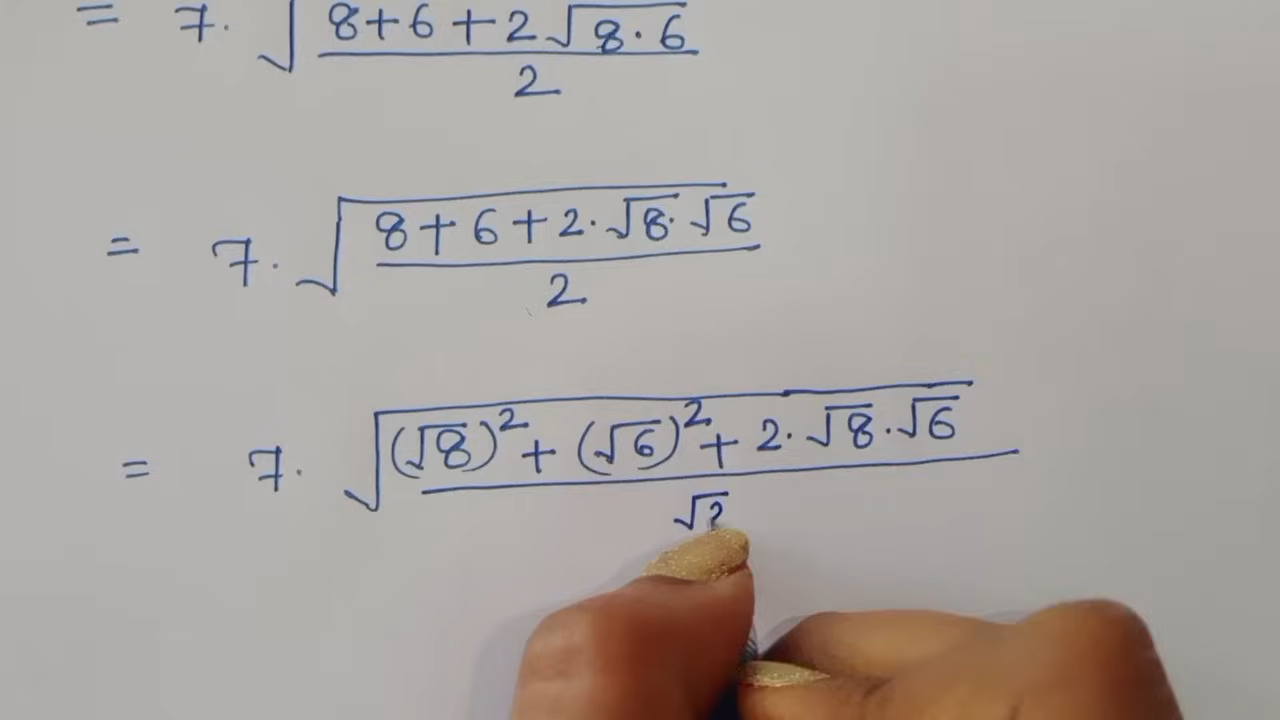 = 7. √8+6+2√8·6
2
= 7. √8+6+2·√8·√6
2
= 7. √(√8)²+(√6)²+2·√8·√6
√2